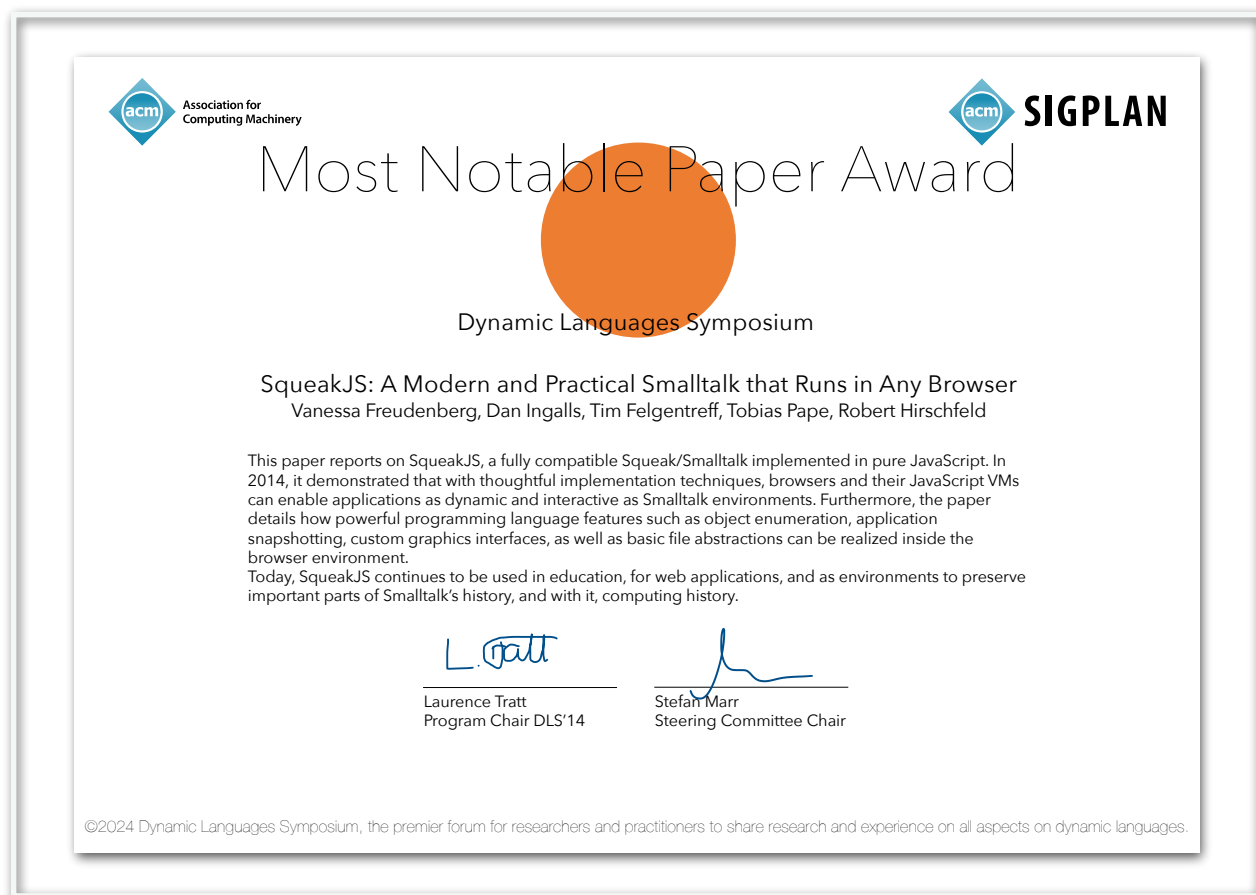 acm
Association for
Computing Machinery
acm
SIGPLAN
Most Notable Paper Award
Dynamic Languages Symposium
SqueakJS: A Modern and Practical Smalltalk that Runs in Any Browser
Vanessa Freudenberg, Dan Ingalls, Tim Felgentreff, Tobias Pape, Robert Hirschfeld
This paper reports on SqueakJS, a fully compatible Squeak/Smalltalk implemented in pure JavaScript. In
2014, it demonstrated that with thoughtful implementation techniques, browsers and their JavaScript VMs
can enable applications as dynamic and interactive as Smalltalk environments. Furthermore, the paper
details how powerful programming language features such as object enumeration, application
snapshotting, custom graphics interfaces, as well as basic file abstractions can be realized inside the
browser environment.
Today, SqueakJS continues to be used in education, for web applications, and as environments to preserve
important parts of Smalltalk's history, and with it, computing history.
L. Tratt
Laurence Tratt
Program Chair DLS'14
Stefan Marr
Steering Committee Chair
©2024 Dynamic Languages Symposium, the premier forum for researchers and practitioners to share research and experience on all aspects on dynamic languages.